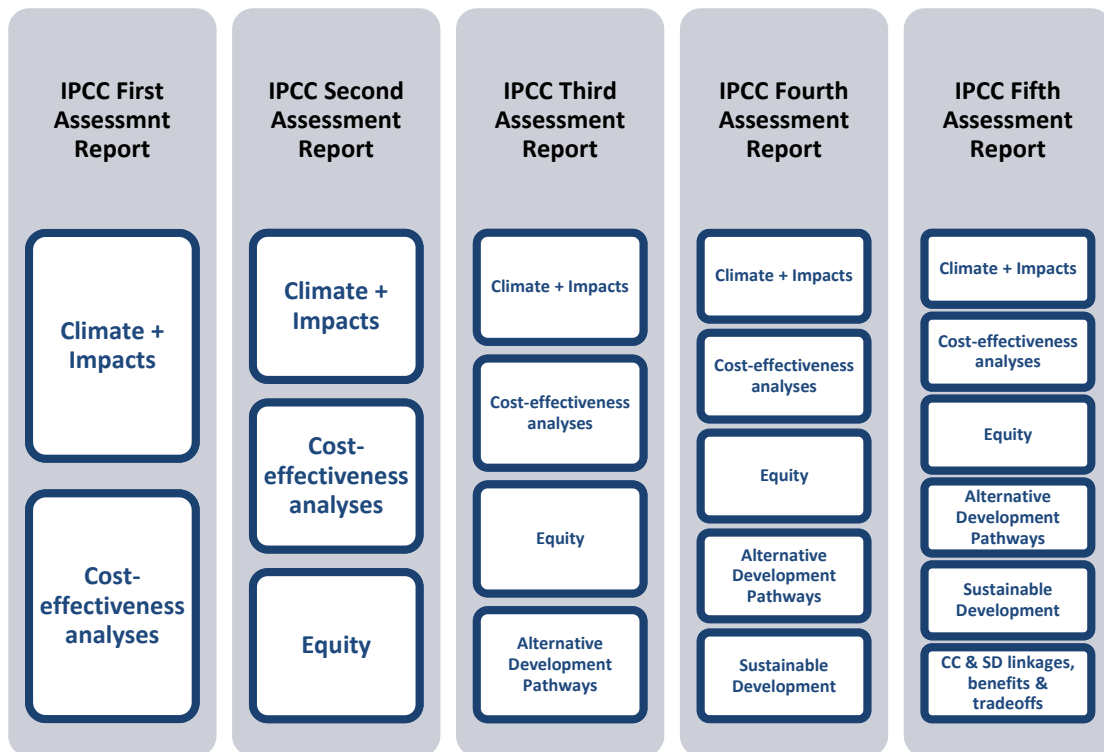 IPCC First
Assessmnt
Report
Climate +
Impacts
Cost-
effectiveness
analyses
IPCC Second
Assessment
Report
Climate +
Impacts
Cost-
effectiveness
analyses
Equity
IPCC Third
Assessment
Report
Climate + Impacts
Cost-effectiveness
analyses
Equity
Alternative
Development
Pathways
IPCC Fourth
Assessment
Report
Climate + Impacts
Cost-effectiveness
analyses
Equity
Alternative
Development
Pathways
Sustainable
Development
IPCC Fifth
Assessment
Report
Climate + Impacts
Cost-effectiveness
analyses
Equity
Alternative
Development
Pathways
Sustainable
Development
CC & SD linkages,
benefits &
tradeoffs